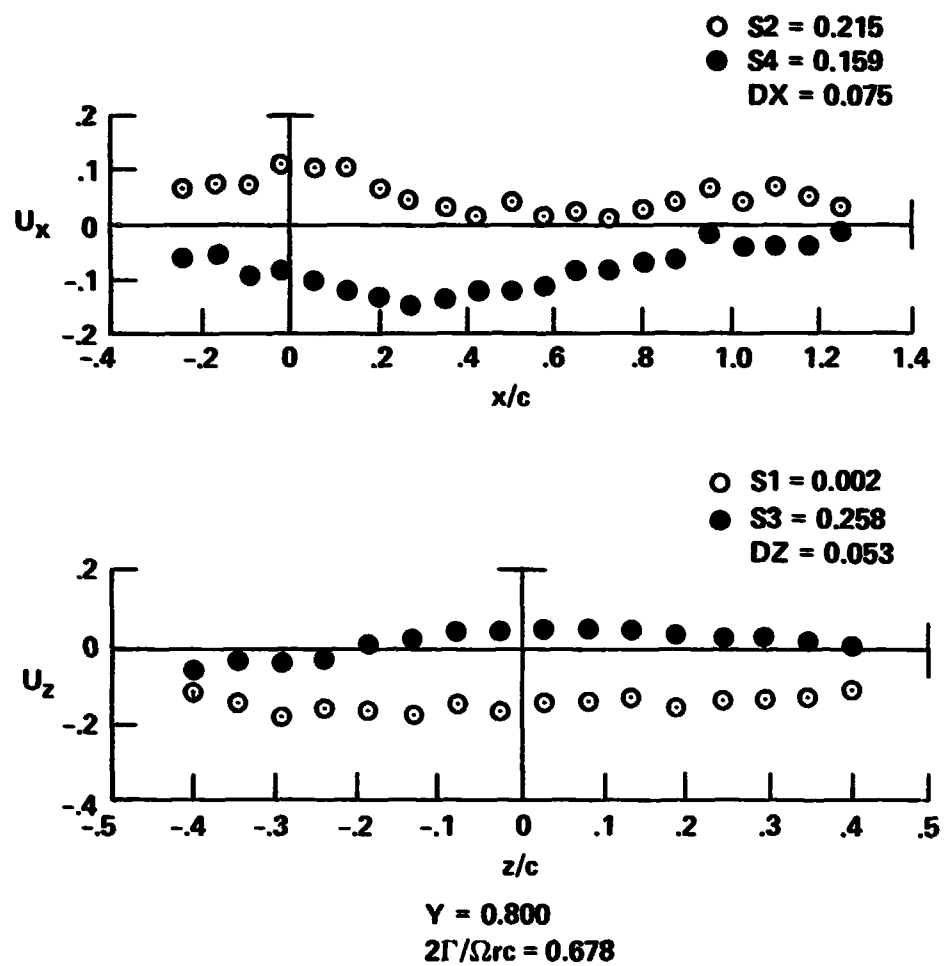 S2 = 0.215
S4 = 0.159
DX = 0.075
.2
.1
0
-.1
-.2
Ux
-.4 -.2 0 .2 .4 .6 .8 1.0 1.2 1.4
x/c
S1 = 0.002
S3 = 0.258
DZ = 0.053
.2
0
-.2
-.4
Uz
-.5 -.4 -.3 -.2 -.1 0 .1 .2 .3 .4 .5
z/c
Y = 0.800
2Γ/Ωrc = 0.678